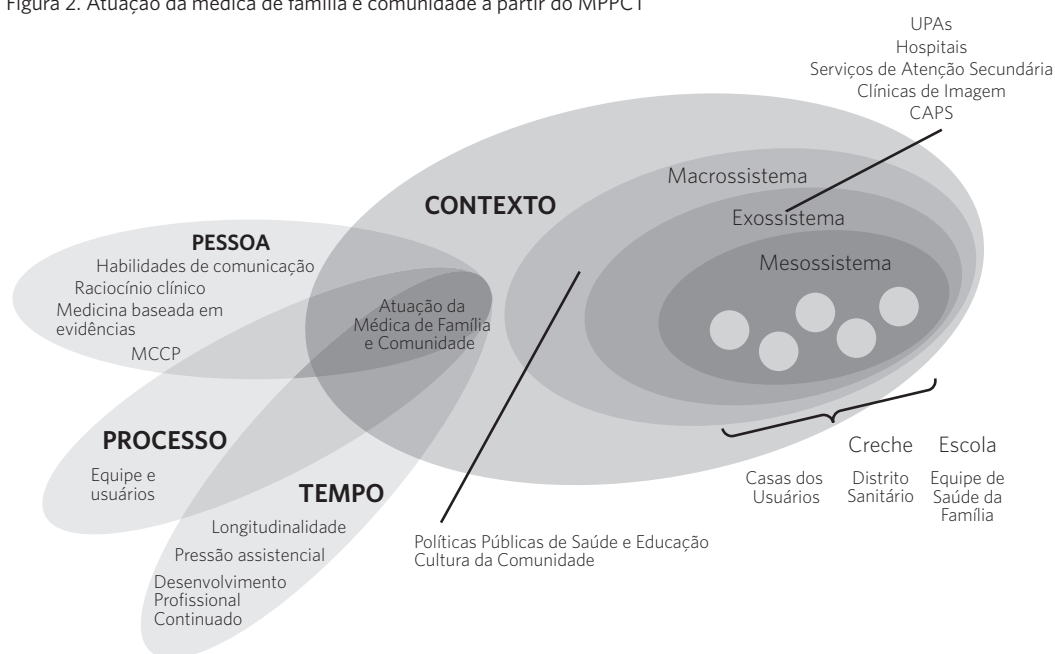 Figura 2. Atuação da médica de família e comunidade a partir do MPPCT
UPAs
Hospitais
Serviços de Atenção Secundária
Clínicas de Imagem
CAPS
CONTEXTO
Macrossistema
Exossistema
Mesossistema
PESSOA
Habilidades de comunicação
Raciocínio clínico
Medicina baseada em
evidências
MCCP
Atuação da
Médica de Família
e Comunidade
PROCESSO
Equipe e
usuários
TEMPO
Longitudinalidade
Pressão assistencial
Desenvolvimento
Profissional
Continuado
Políticas Públicas de Saúde e Educação
Cultura da Comunidade
Creche
Escola
Casas dos
Usuários
Distrito
Sanitário
Equipe de
Saúde da
Família